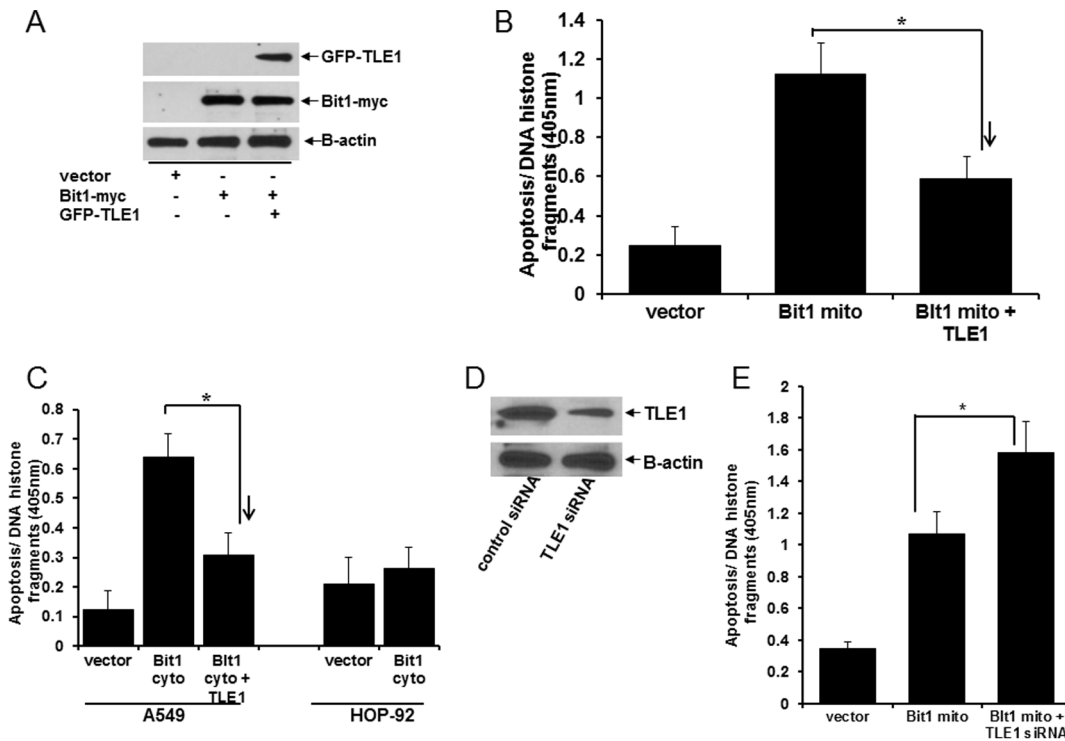 A
GFP-TLE1
Bit1-myc
B-actin
vector + - -
Bit1-myc - + +
GFP-TLE1 - - +
B
Apoptosis/ DNA histone
fragments (405nm)
1.4
1.2
1
0.8
0.6
0.4
0.2
0
*
vector
Bit1 mito
BIt1 mito +
TLE1
C
Apoptosis/ DNA histone
fragments (405nm)
0.8
0.7
0.6
0.5
0.4
0.3
0.2
0.1
0
*
vector
Bit1
cyto
BIt1
cyto +
TLE1
vector
Bit1
cyto
A549
HOP-92
D
TLE1
B-actin
control siRNA
TLE1 siRNA
E
Apoptosis/ DNA histone
fragments (405nm)
2
1.8
1.6
1.4
1.2
1
0.8
0.6
0.4
0.2
0
*
vector
Bit1 mito
BIt1 mito +
TLE1 siRNA